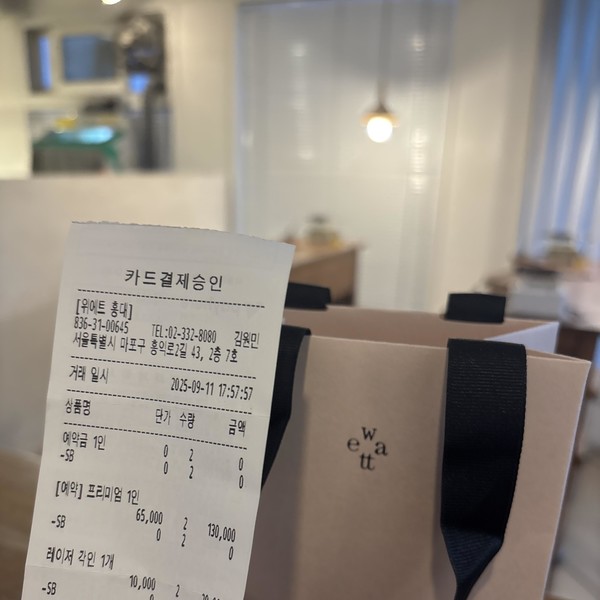 카드결제승인
[위에트 홍대]
836-31-00645 TEL:02-332-8080 김원민
서울특별시 마포구 홍익로2길 43, 2층 7호
거래 일시 2025-09-11 17:57:57
상품명 단가 수량 금액
예약금 1인 0 2 0
-SB 0 2 0
[예약] 프리미엄 1인
65,000 2 130,000
-SB 0 2 0
레이저 각인 1개
10,000 2
-SB
w
e a
tt